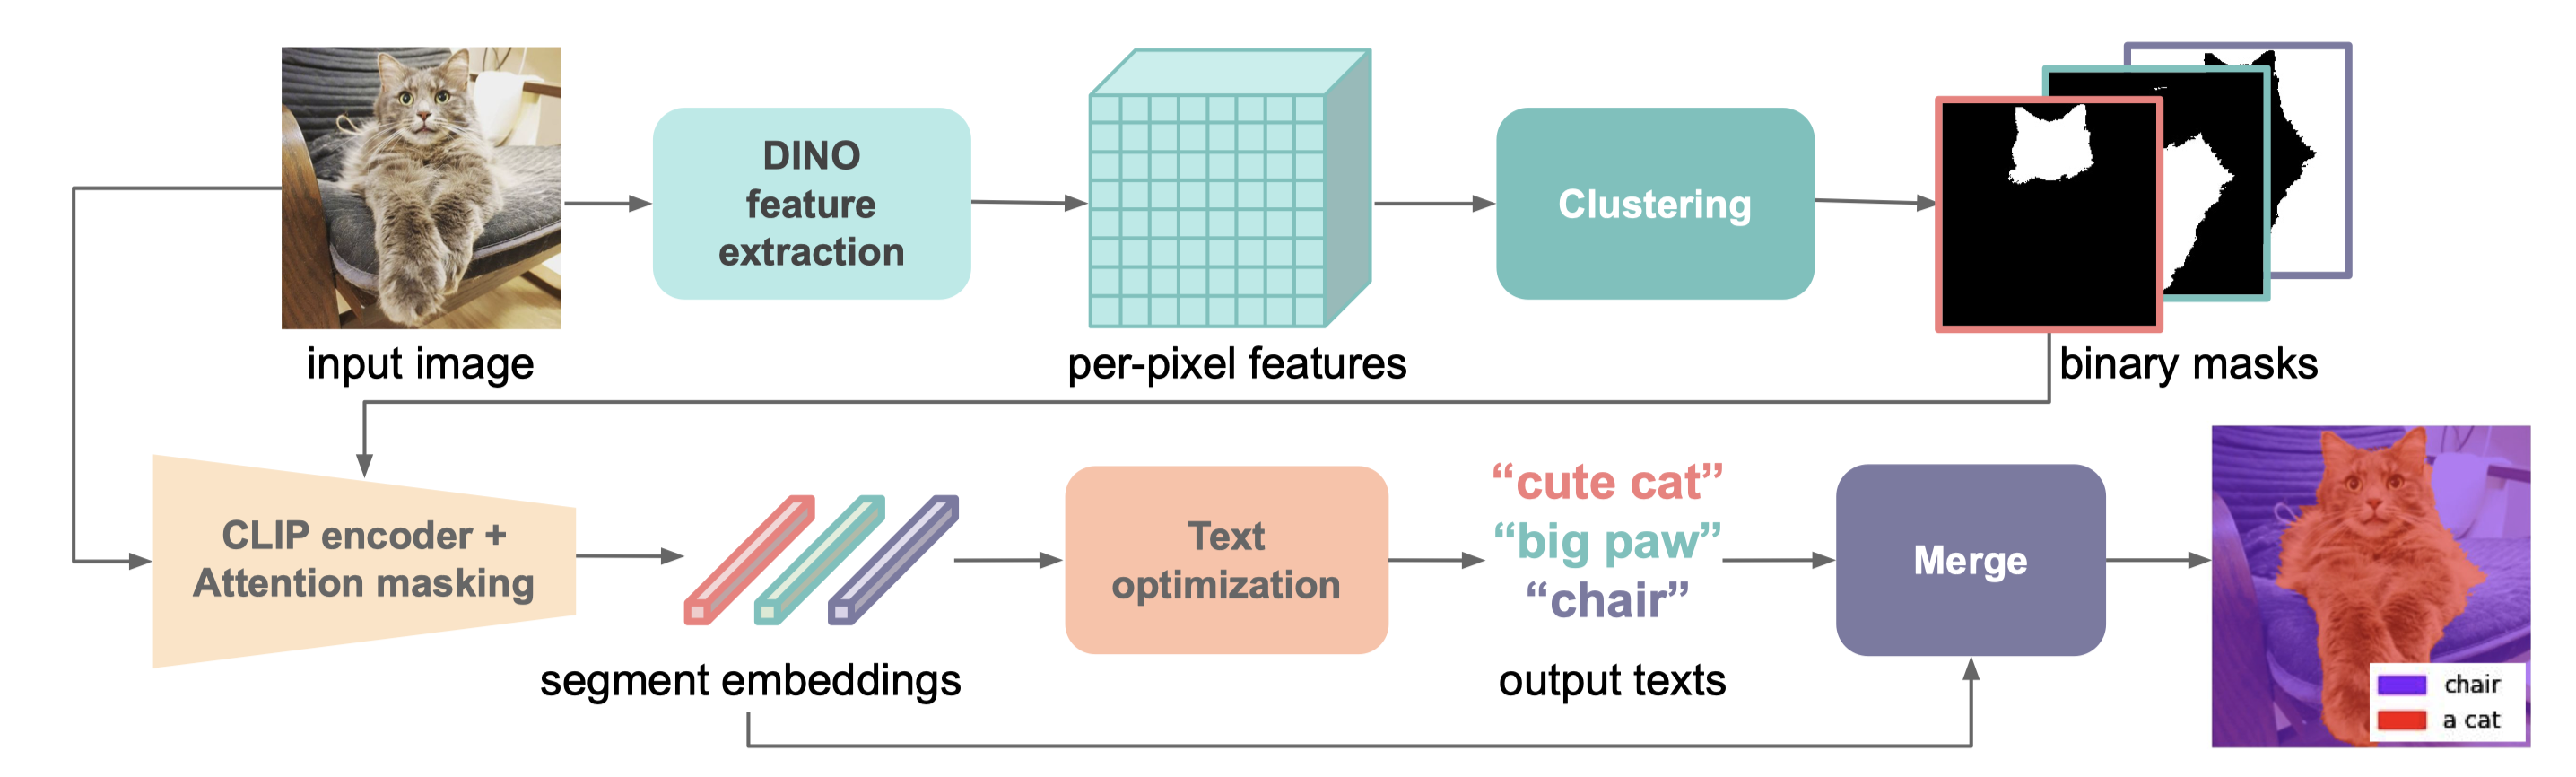 DINO
feature
extraction
Clustering
input image
per-pixel features
binary masks
CLIP encoder +
Attention masking
segment embeddings
Text
optimization
“cute cat”
“big paw”
“chair”
output texts
Merge
chair
a cat